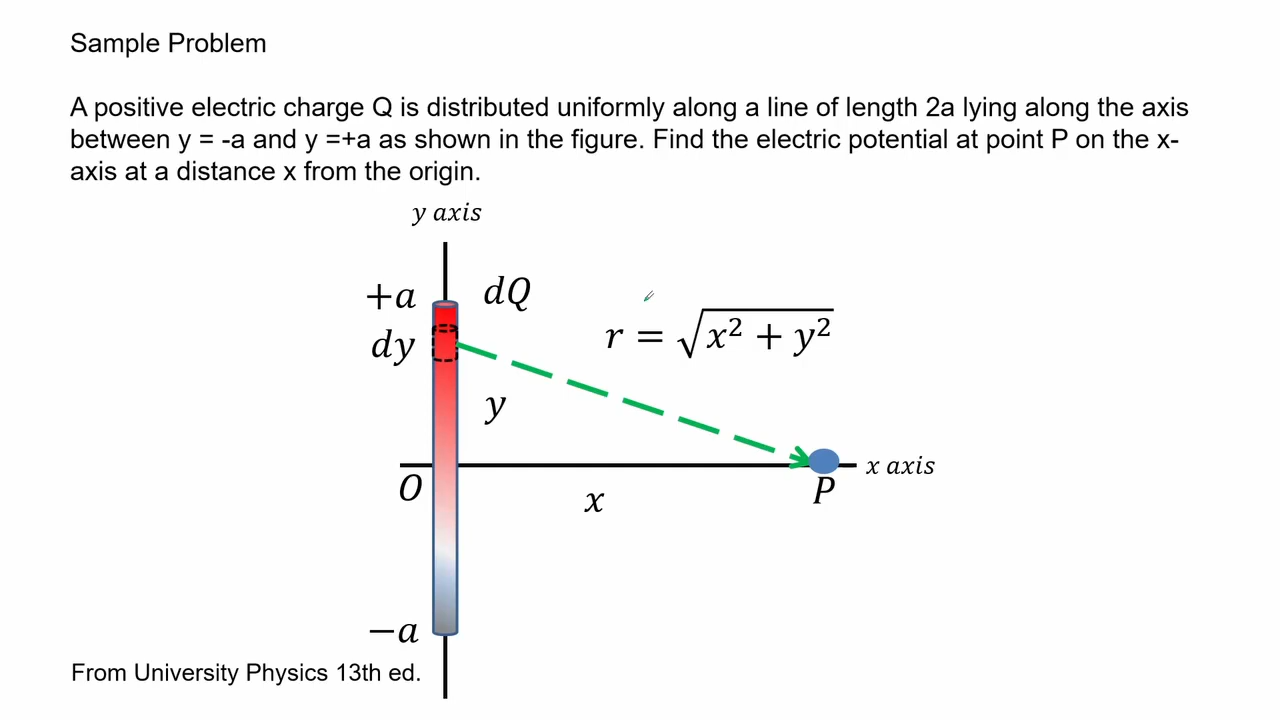 Sample Problem
A positive electric charge Q is distributed uniformly along a line of length 2a lying along the axis
between y = -a and y =+a as shown in the figure. Find the electric potential at point P on the x-
axis at a distance x from the origin.
y axis
+a
dQ
dy
r = √x² + y²
y
x axis
O
x
P
−a
From University Physics 13th ed.